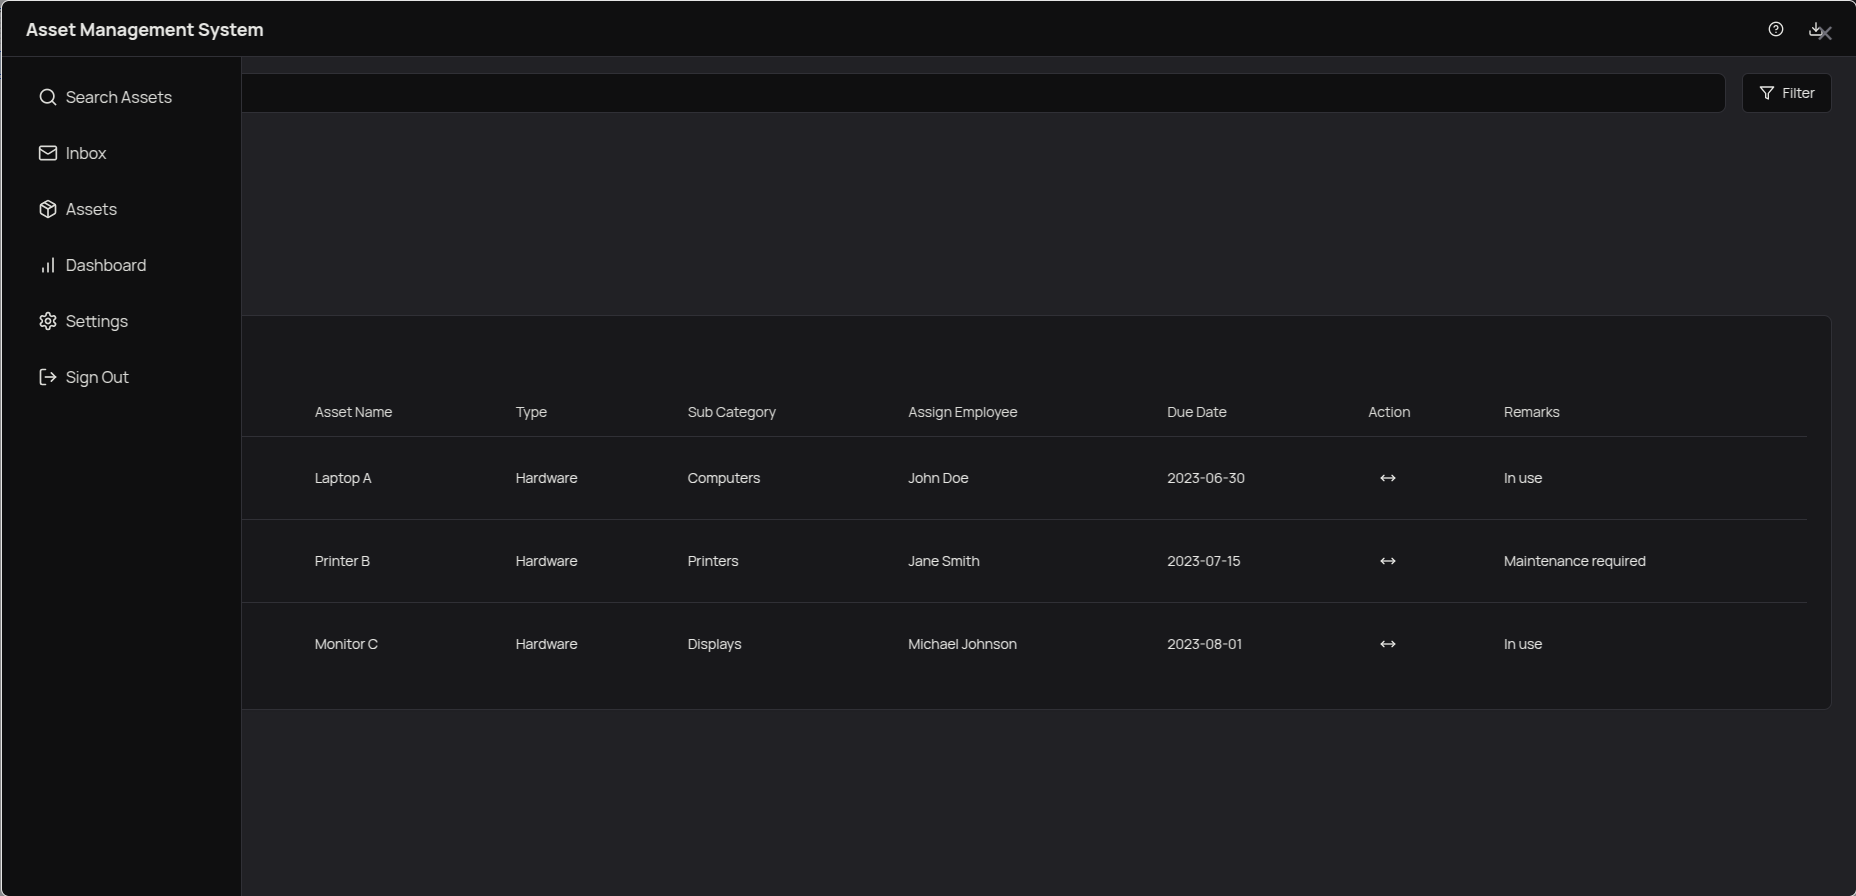 Asset Management System
Search Assets
Filter
Inbox
Assets
Dashboard
Settings
Sign Out
Asset Name Type Sub Category Assign Employee Due Date Action Remarks
Laptop A Hardware Computers John Doe 2023-06-30 In use
Printer B Hardware Printers Jane Smith 2023-07-15 Maintenance required
Monitor C Hardware Displays Michael Johnson 2023-08-01 In use